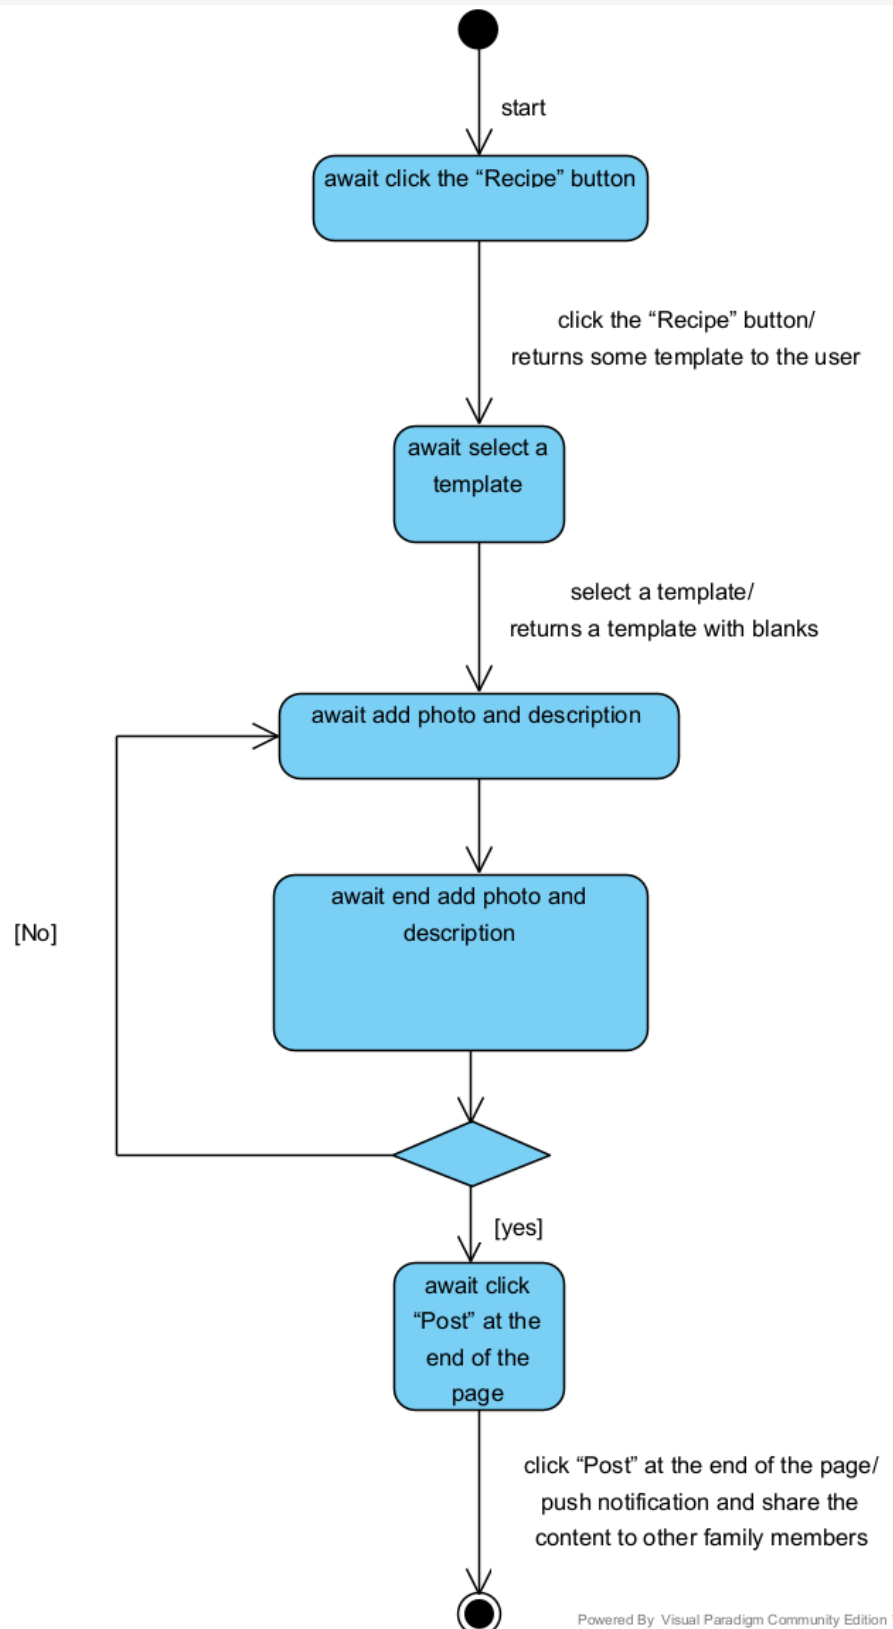 start
await click the “Recipe” button
click the “Recipe” button/
returns some template to the user
await select a
template
select a template/
returns a template with blanks
await add photo and description
await end add photo and
description
[No]
[yes]
await click
“Post” at the
end of the
page
click “Post” at the end of the page/
push notification and share the
content to other family members
Powered By Visual Paradigm Community Edition